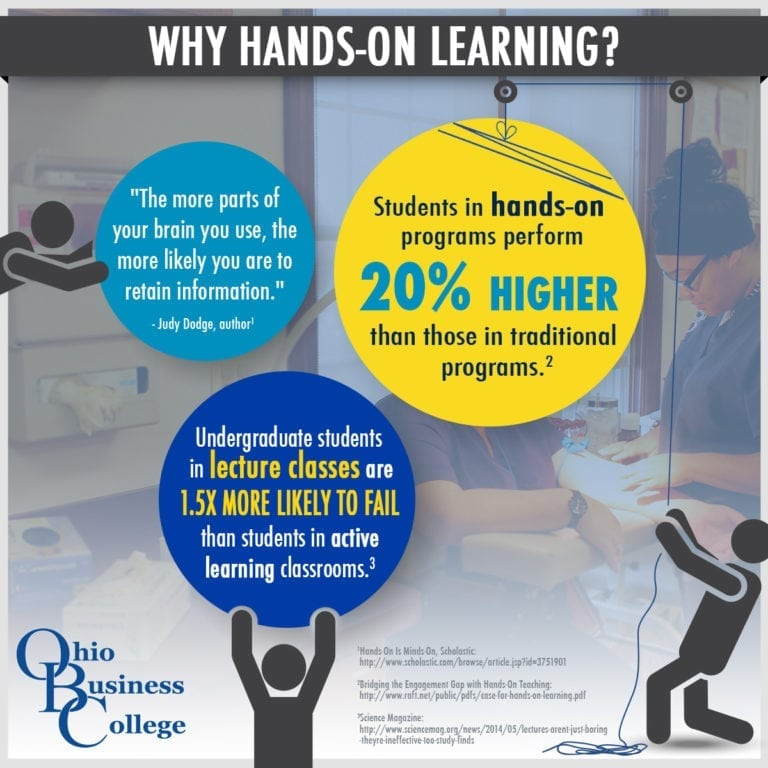 WHY HANDS-ON LEARNING?
"The more parts of
your brain you use, the
more likely you are to
retain information."
- Judy Dodge, author¹
Students in hands-on
programs perform
20% HIGHER
than those in traditional
programs.²
Undergraduate students
in lecture classes are
1.5X MORE LIKELY TO FAIL
than students in active
learning classrooms.³
Ohio
Business
College
¹Hands On Is Minds On, Scholastic:
http://www.scholastic.com/browse/article.jsp?id=3751901
²Bridging the Engagement Gap with Hands-On Teaching:
http://www.raft.net/public/pdfs/case-for-hands-on-learning.pdf
³Science Magazine:
http://www.sciencemag.org/news/2014/05/lectures-arent-just-boring
-theyre-ineffective-too-study-finds